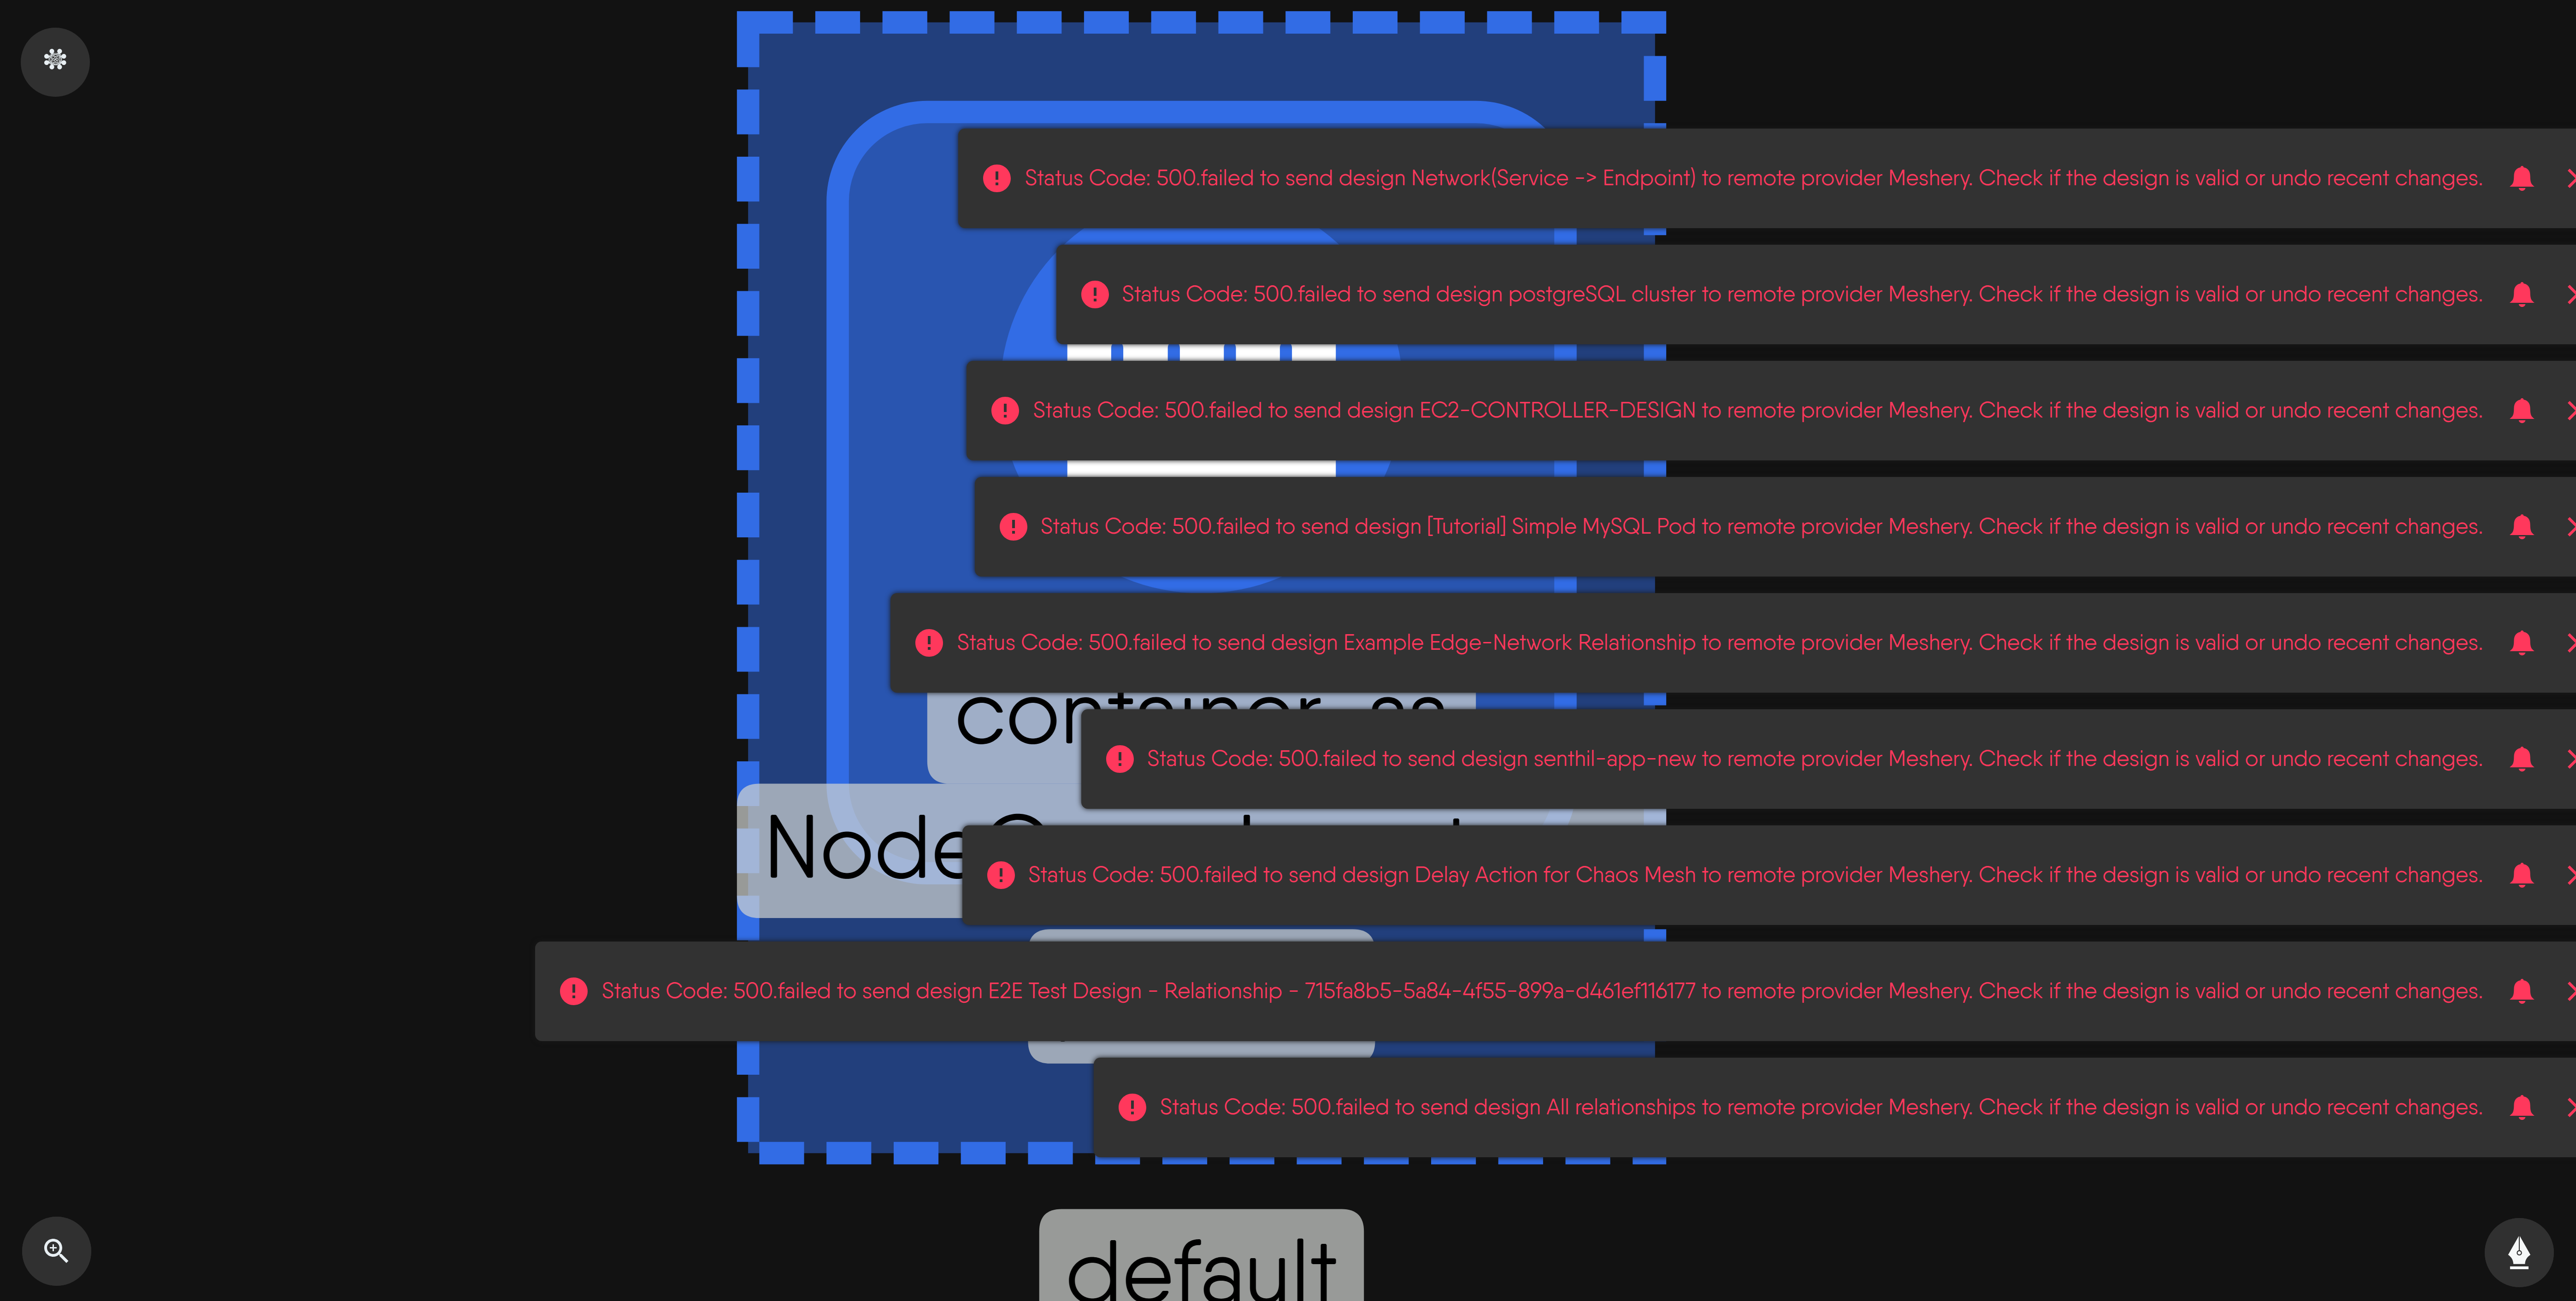 Status Code: 500.failed to send design Network(Service -> Endpoint) to remote provider Meshery. Check if the design is valid or undo recent changes.
Status Code: 500.failed to send design postgreSQL cluster to remote provider Meshery. Check if the design is valid or undo recent changes.
Status Code: 500.failed to send design EC2-CONTROLLER-DESIGN to remote provider Meshery. Check if the design is valid or undo recent changes.
Status Code: 500.failed to send design [Tutorial] Simple MySQL Pod to remote provider Meshery. Check if the design is valid or undo recent changes.
Status Code: 500.failed to send design Example Edge-Network Relationship to remote provider Meshery. Check if the design is valid or undo recent changes.
container
Status Code: 500.failed to send design senthil-app-new to remote provider Meshery. Check if the design is valid or undo recent changes.
Status Code: 500.failed to send design Delay Action for Chaos Mesh to remote provider Meshery. Check if the design is valid or undo recent changes.
Status Code: 500.failed to send design E2E Test Design - Relationship - 715fa8b5-5a84-4f55-899a-d461ef116177 to remote provider Meshery. Check if the design is valid or undo recent changes.
Status Code: 500.failed to send design All relationships to remote provider Meshery. Check if the design is valid or undo recent changes.
default